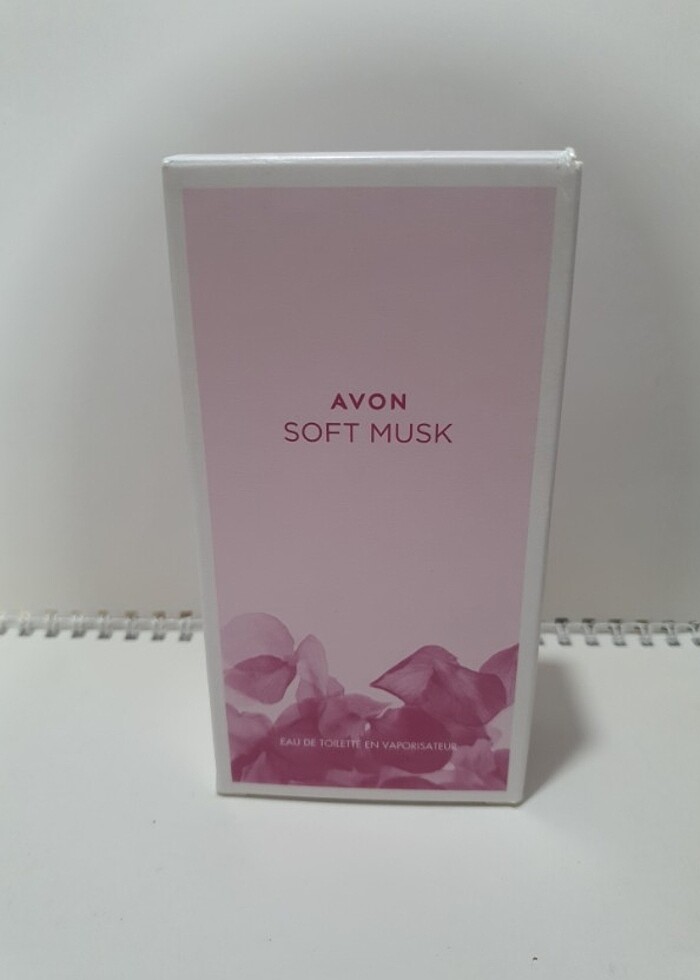 AVON
SOFT MUSK
EAU DE TOILETTE EN VAPORISATEUR